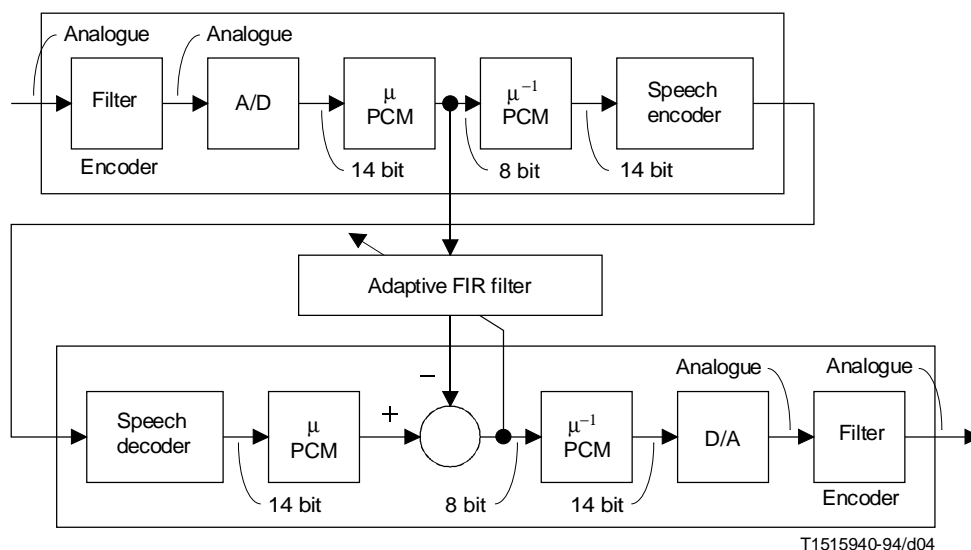 Analogue
Analogue
Filter
A/D
μ
PCM
μ⁻¹
PCM
Speech
encoder
Encoder
14 bit
8 bit
14 bit
Adaptive FIR filter
Analogue
Analogue
–
+
Speech
decoder
μ
PCM
μ⁻¹
PCM
D/A
Filter
14 bit
8 bit
14 bit
Encoder
T1515940-94/d04